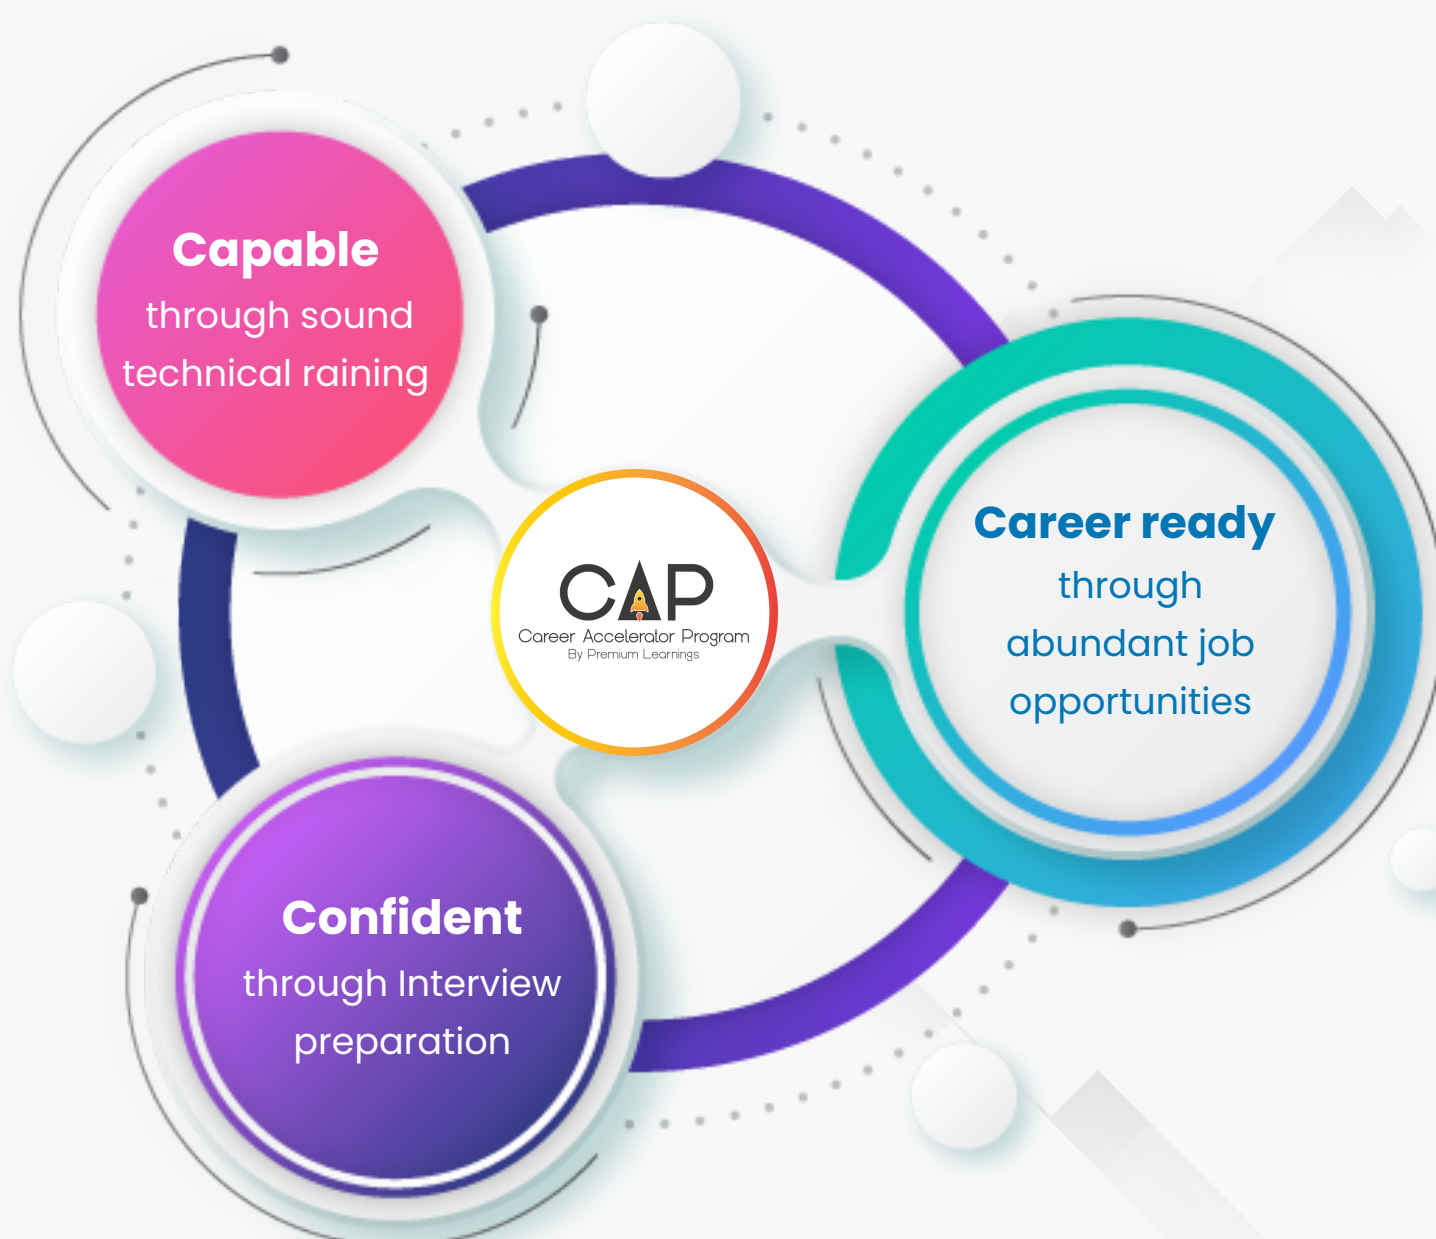 Capable
through sound
technical raining
CAP
Career Accelerator Program
By Premium Learnings
Career ready
through
abundant job
opportunities
Confident
through Interview
preparation